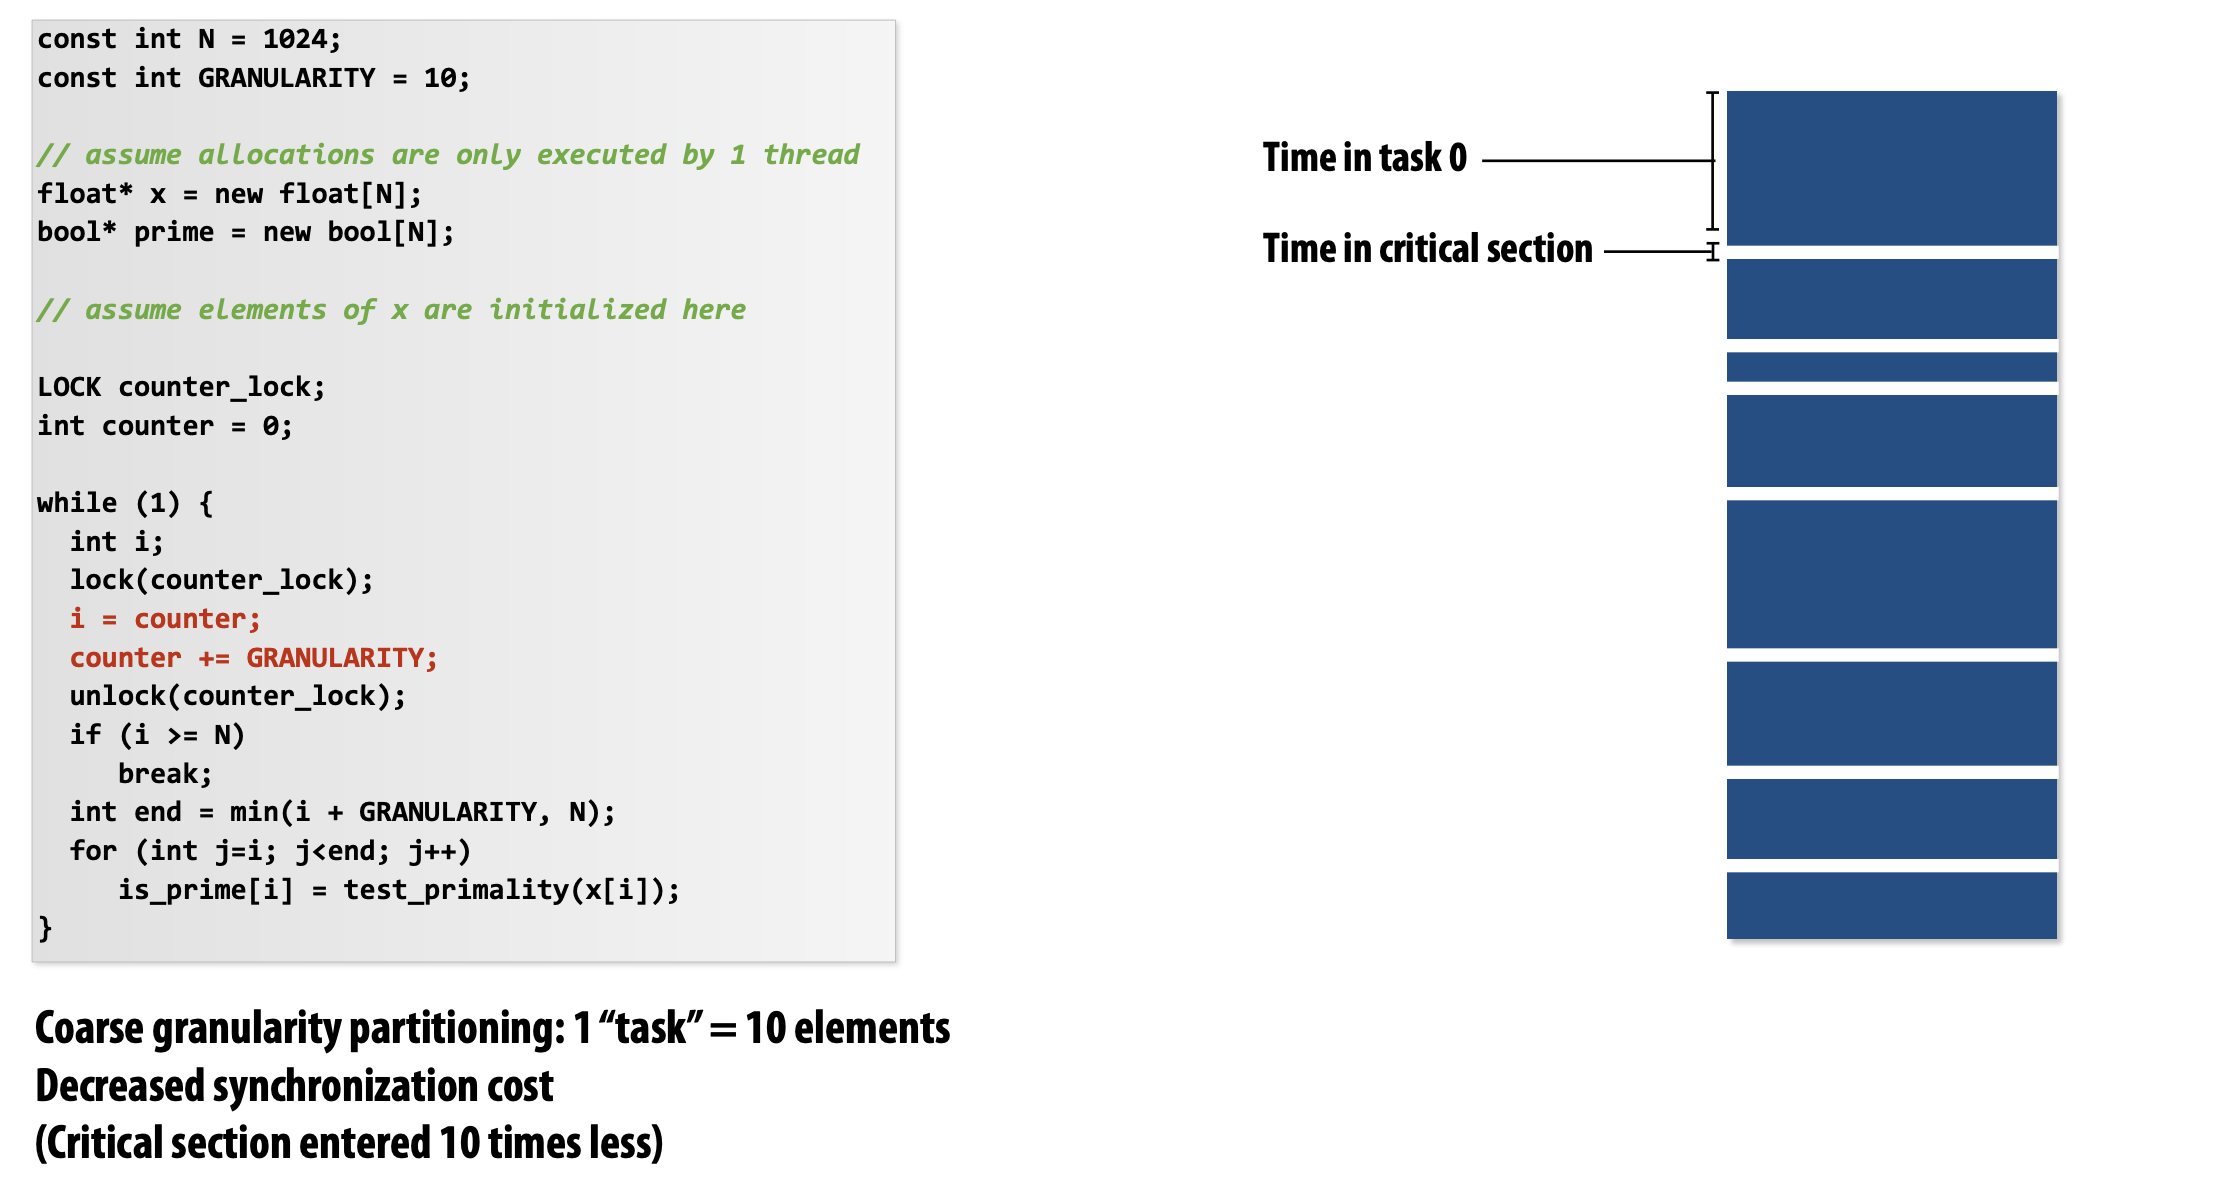 const int N = 1024;
const int GRANULARITY = 10;
// assume allocations are only executed by 1 thread
float* x = new float[N];
bool* prime = new bool[N];
// assume elements of x are initialized here
LOCK counter_lock;
int counter = 0;
while (1) {
int i;
lock(counter_lock);
i = counter;
counter += GRANULARITY;
unlock(counter_lock);
if (i >= N)
break;
int end = min(i + GRANULARITY, N);
for (int j=i; j<end; j++)
is_prime[i] = test_primality(x[i]);
}
Time in task 0
Time in critical section
Coarse granularity partitioning: 1 “task” = 10 elements
Decreased synchronization cost
(Critical section entered 10 times less)